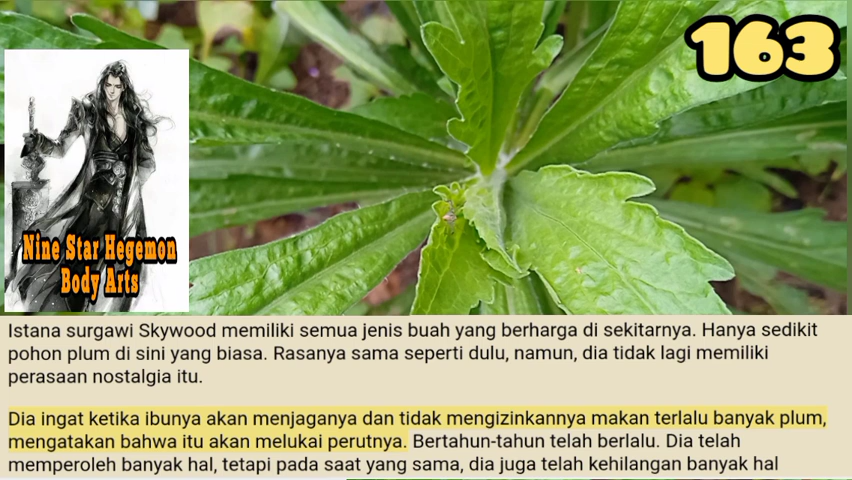 163
Nine Star Hegemon
Body Arts
Istana surgawi Skywood memiliki semua jenis buah yang berharga di sekitarnya. Hanya sedikit
pohon plum di sini yang biasa. Rasanya sama seperti dulu, namun, dia tidak lagi memiliki
perasaan nostalgia itu.
Dia ingat ketika ibunya akan menjaganya dan tidak mengizinkannya makan terlalu banyak plum,
mengatakan bahwa itu akan melukai perutnya. Bertahun-tahun telah berlalu. Dia telah
memperoleh banyak hal, tetapi pada saat yang sama, dia juga telah kehilangan banyak hal